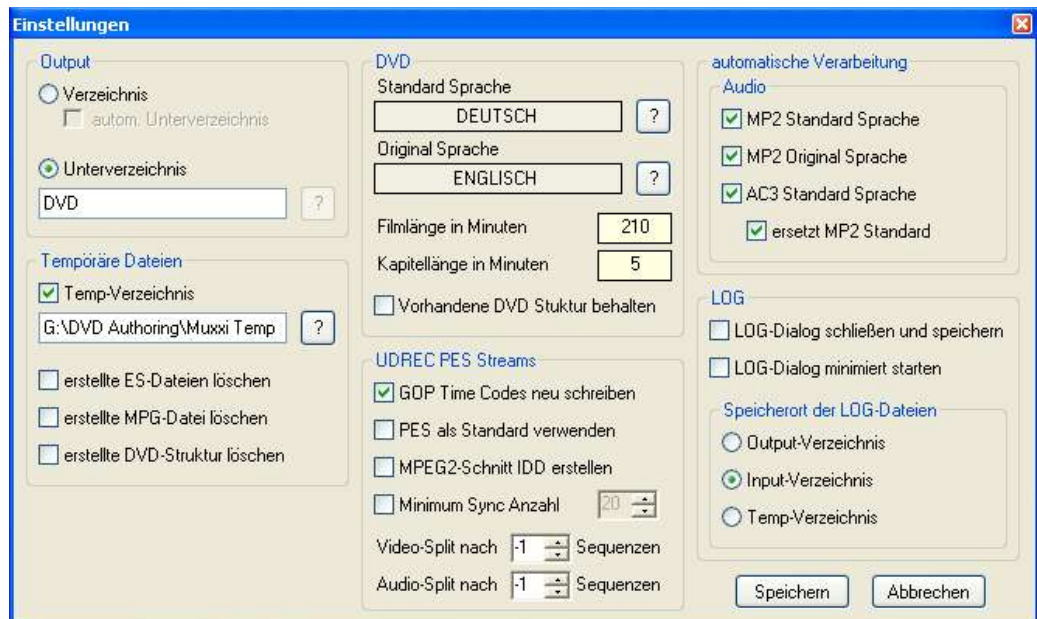 Einstellungen
Output
Verzeichnis
autom. Unterverzeichnis
Unterverzeichnis
DVD
?
Tempöräre Dateien
Temp-Verzeichnis
G:\DVD Authoring\Muxxi Temp
?
erstellte ES-Dateien löschen
erstellte MPG-Datei löschen
erstellte DVD-Struktur löschen
DVD
Standard Sprache
DEUTSCH
?
Original Sprache
ENGLISCH
?
Filmlänge in Minuten 210
Kapitellänge in Minuten 5
Vorhandene DVD Stuktur behalten
UDREC PES Streams
GOP Time Codes neu schreiben
PES als Standard verwenden
MPEG2-Schnitt IDD erstellen
Minimum Sync Anzahl 20
Video-Split nach -1 Sequenzen
Audio-Split nach -1 Sequenzen
automatische Verarbeitung
Audio
MP2 Standard Sprache
MP2 Original Sprache
AC3 Standard Sprache
ersetzt MP2 Standard
LOG
LOG-Dialog schließen und speichern
LOG-Dialog minimiert starten
Speicherort der LOG-Dateien
Output-Verzeichnis
Input-Verzeichnis
Temp-Verzeichnis
Speichern
Abbrechen